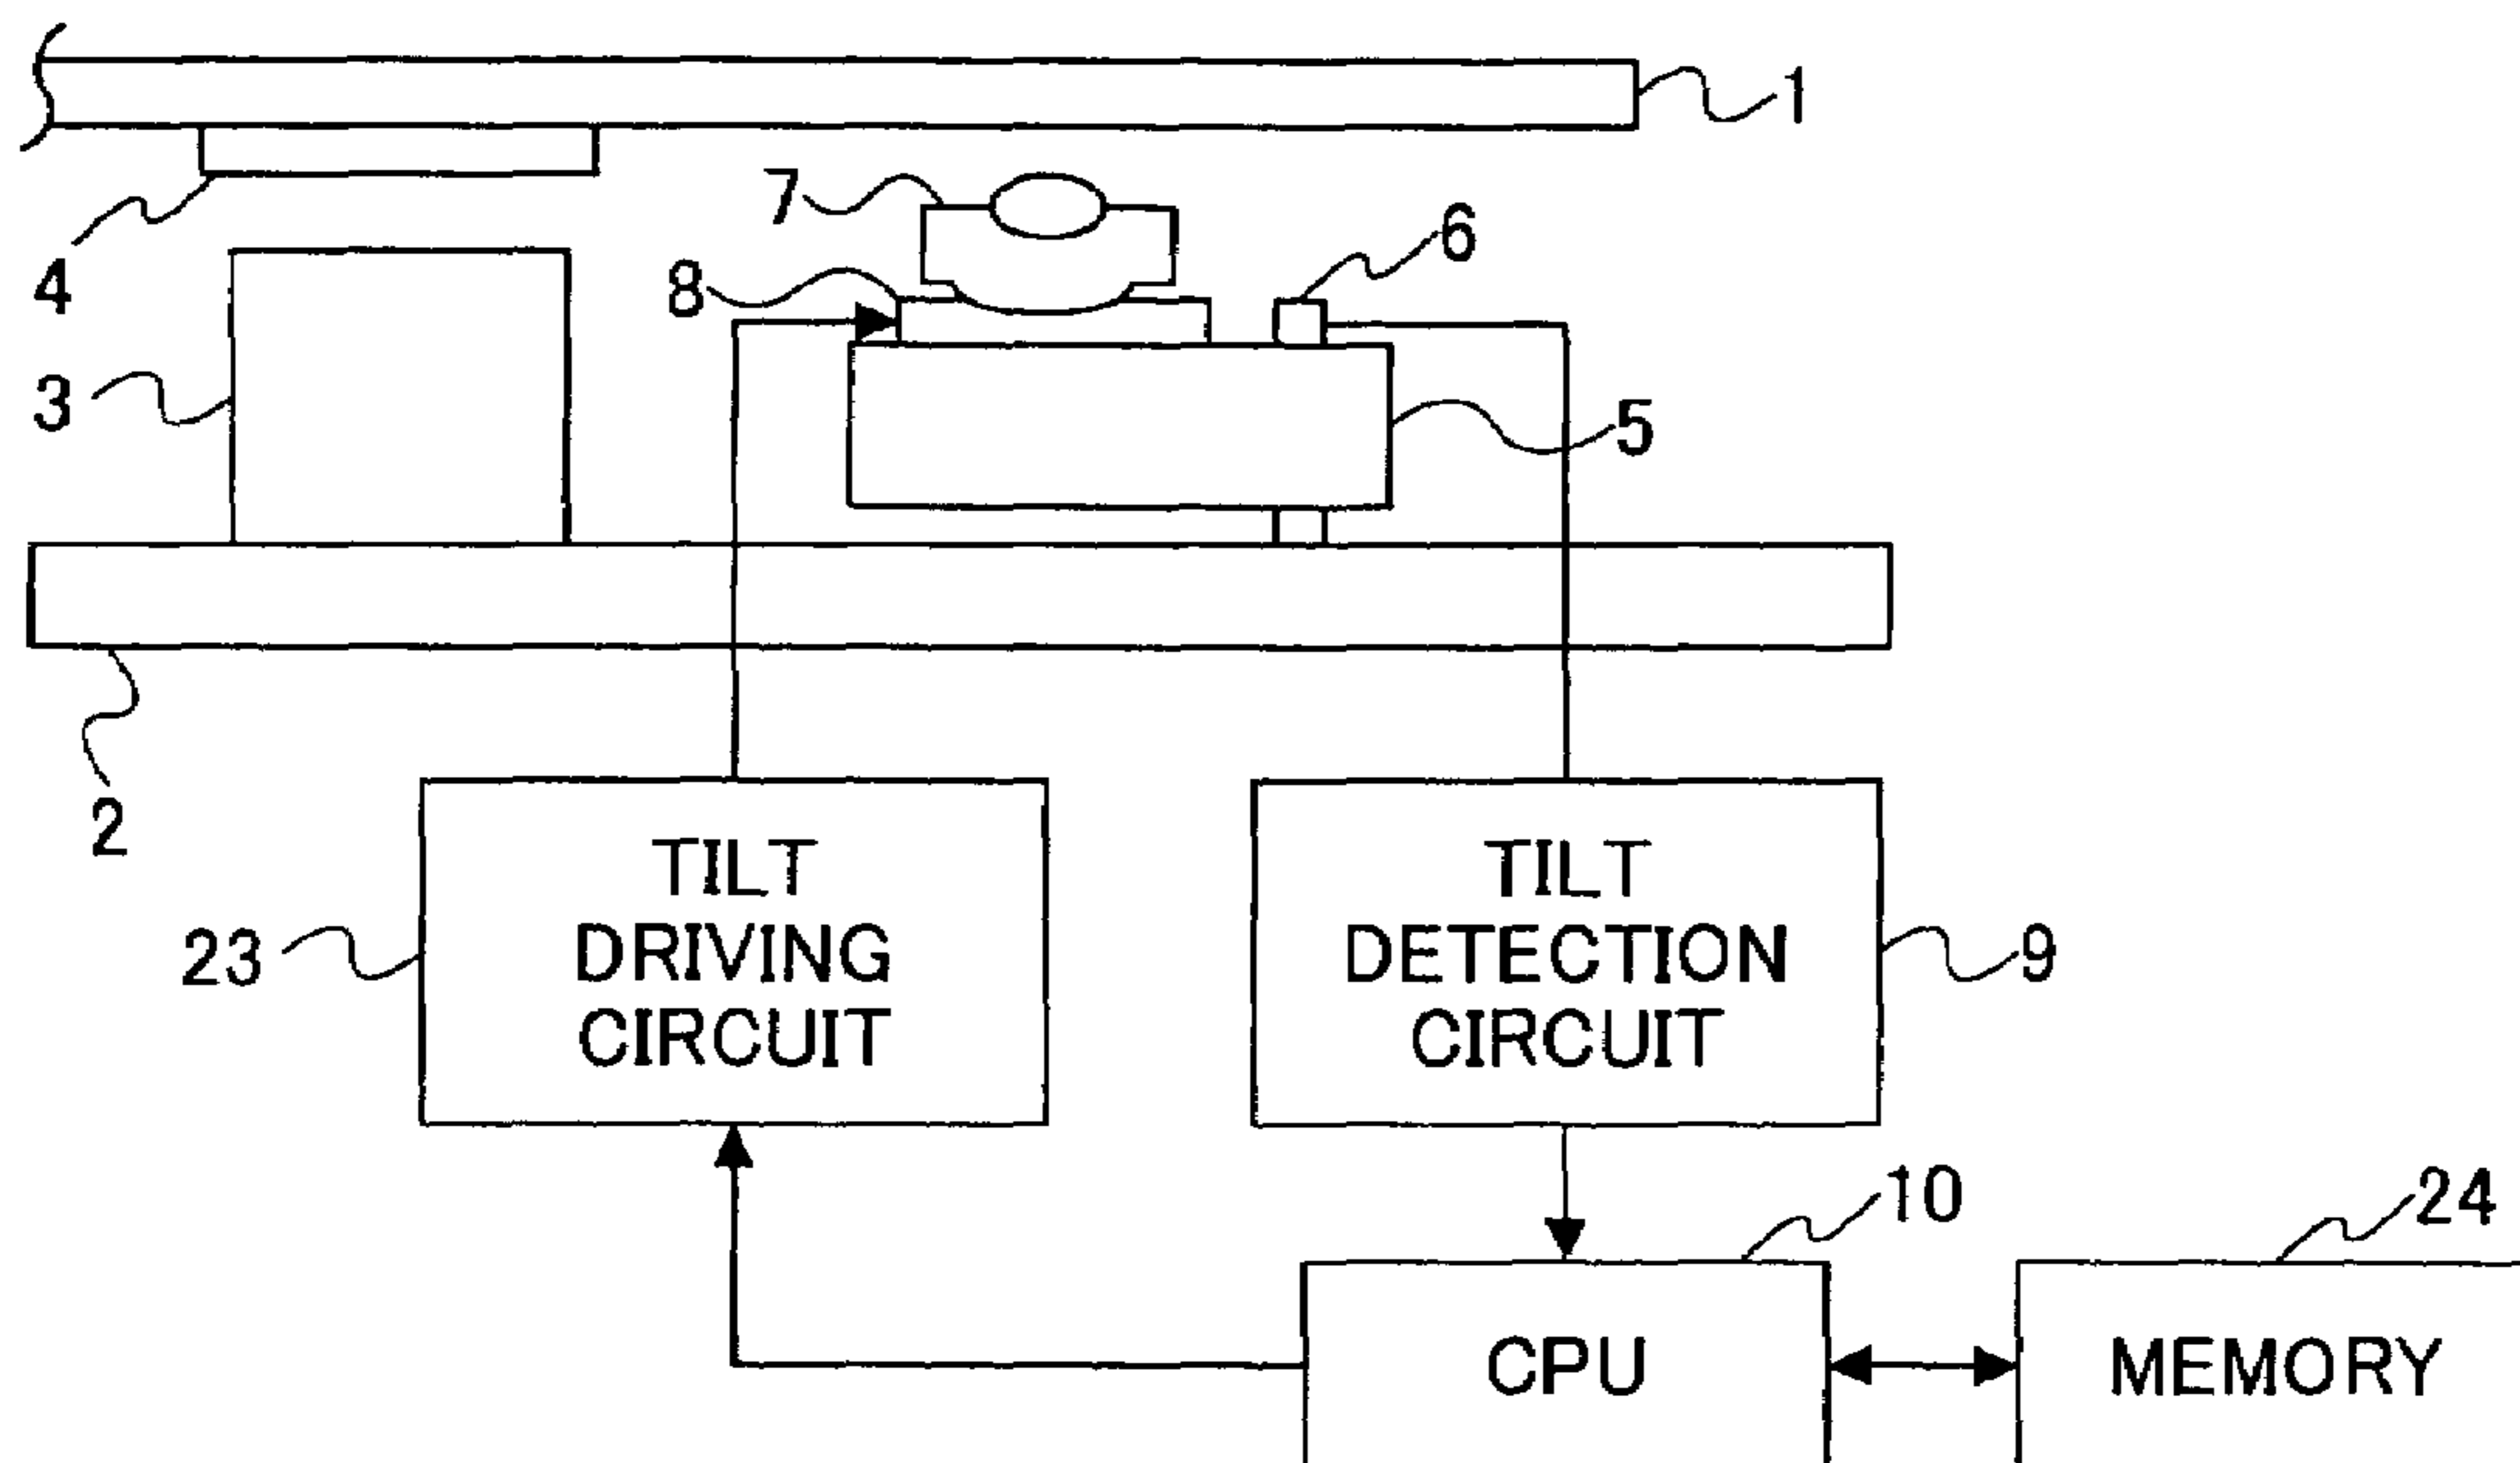 1
7
6
8
4
3
5
2
TILT
DRIVING
CIRCUIT
23
TILT
DETECTION
CIRCUIT
9
10
24
CPU
MEMORY